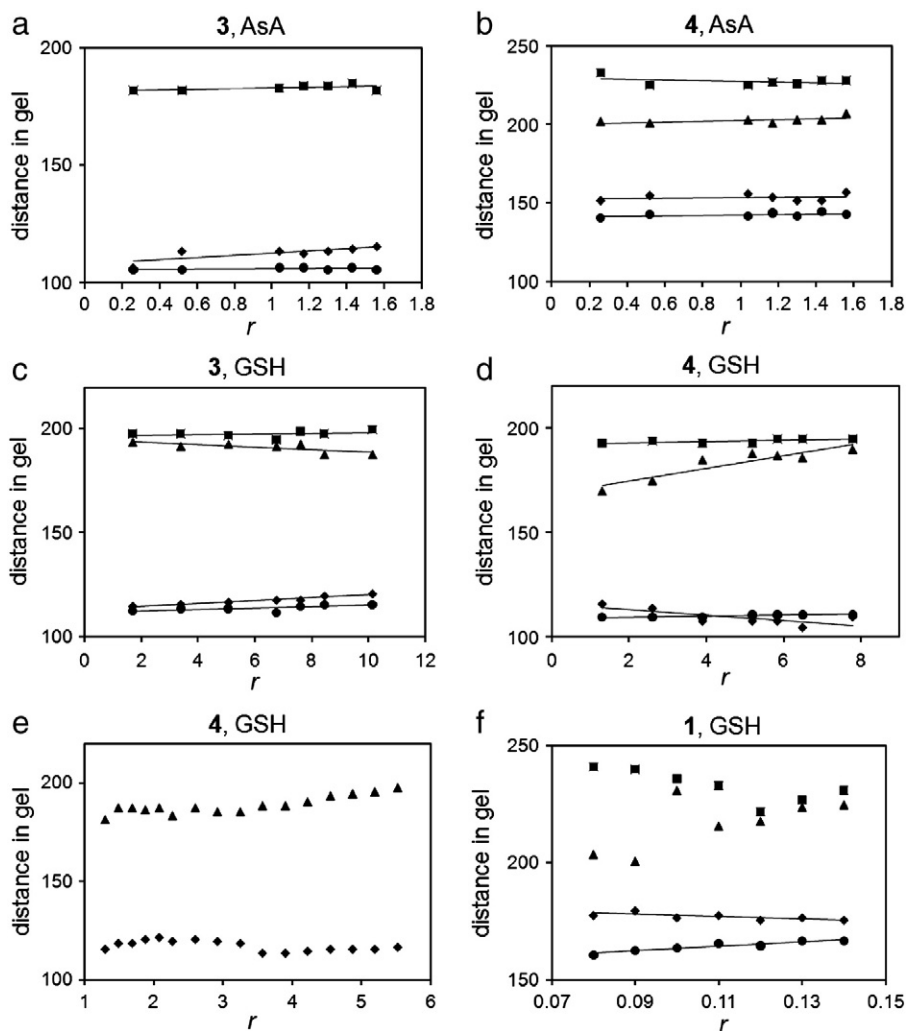 a
3, AsA
distance in gel
200
150
100
0 0.2 0.4 0.6 0.8 1 1.2 1.4 1.6 1.8
r
b
4, AsA
distance in gel
250
200
150
100
0 0.2 0.4 0.6 0.8 1 1.2 1.4 1.6 1.8
r
c
3, GSH
distance in gel
200
150
100
0 2 4 6 8 10 12
r
d
4, GSH
distance in gel
200
150
100
0 2 4 6 8
r
e
4, GSH
distance in gel
200
150
100
1 2 3 4 5 6
r
f
1, GSH
distance in gel
250
200
150
0.07 0.09 0.11 0.13 0.15
r